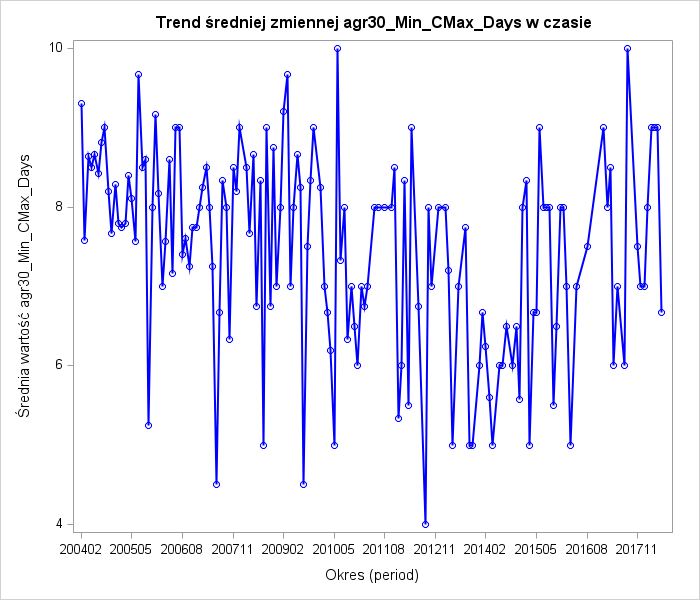 Trend średniej zmiennej agr30_Min_CMax_Days w czasie
Średnia wartość agr30_Min_CMax_Days
10
8
6
4
200402 200505 200608 200711 200902 201005 201108 201211 201402 201505 201608 201711
Okres (period)